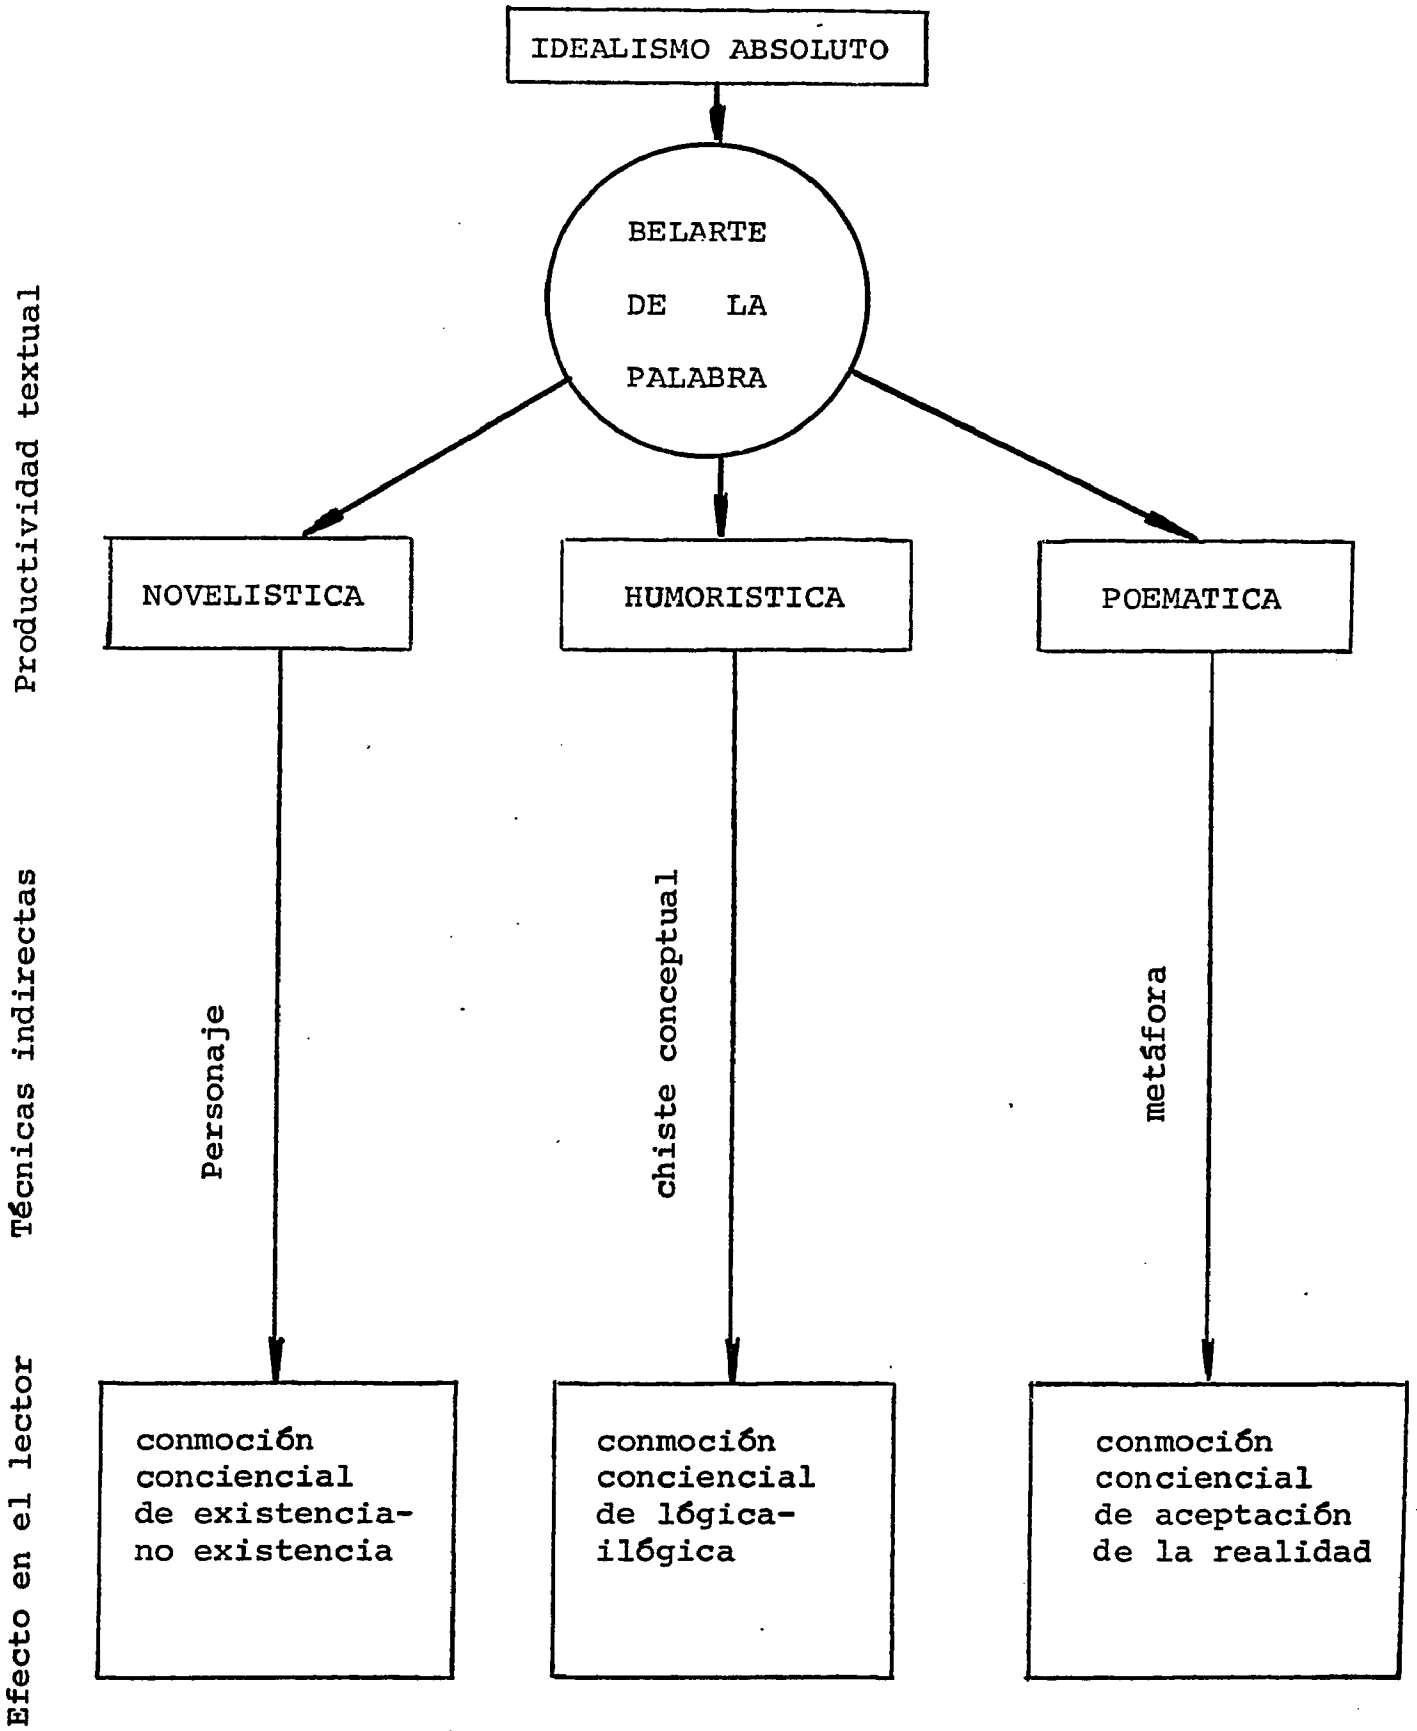 IDEALISMO ABSOLUTO
BELARTE
DE LA
PALABRA
Productividad textual
NOVELISTICA
HUMORISTICA
POEMATICA
Técnicas indirectas
Personaje
chiste conceptual
metáfora
Efecto en el lector
conmoción
conciencial
de existencia-
no existencia
conmoción
conciencial
de lógica-
ilógica
conmoción
conciencial
de aceptación
de la realidad